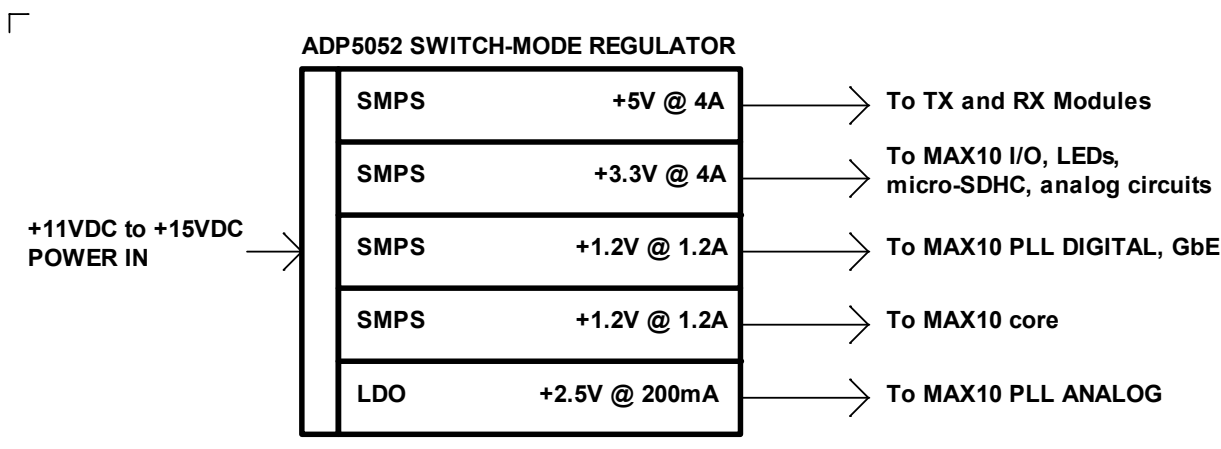 ADP5052 SWITCH-MODE REGULATOR
SMPS +5V @ 4A To TX and RX Modules
SMPS +3.3V @ 4A To MAX10 I/O, LEDs,
micro-SDHC, analog circuits
+11VDC to +15VDC
POWER IN
SMPS +1.2V @ 1.2A To MAX10 PLL DIGITAL, GbE
SMPS +1.2V @ 1.2A To MAX10 core
LDO +2.5V @ 200mA To MAX10 PLL ANALOG